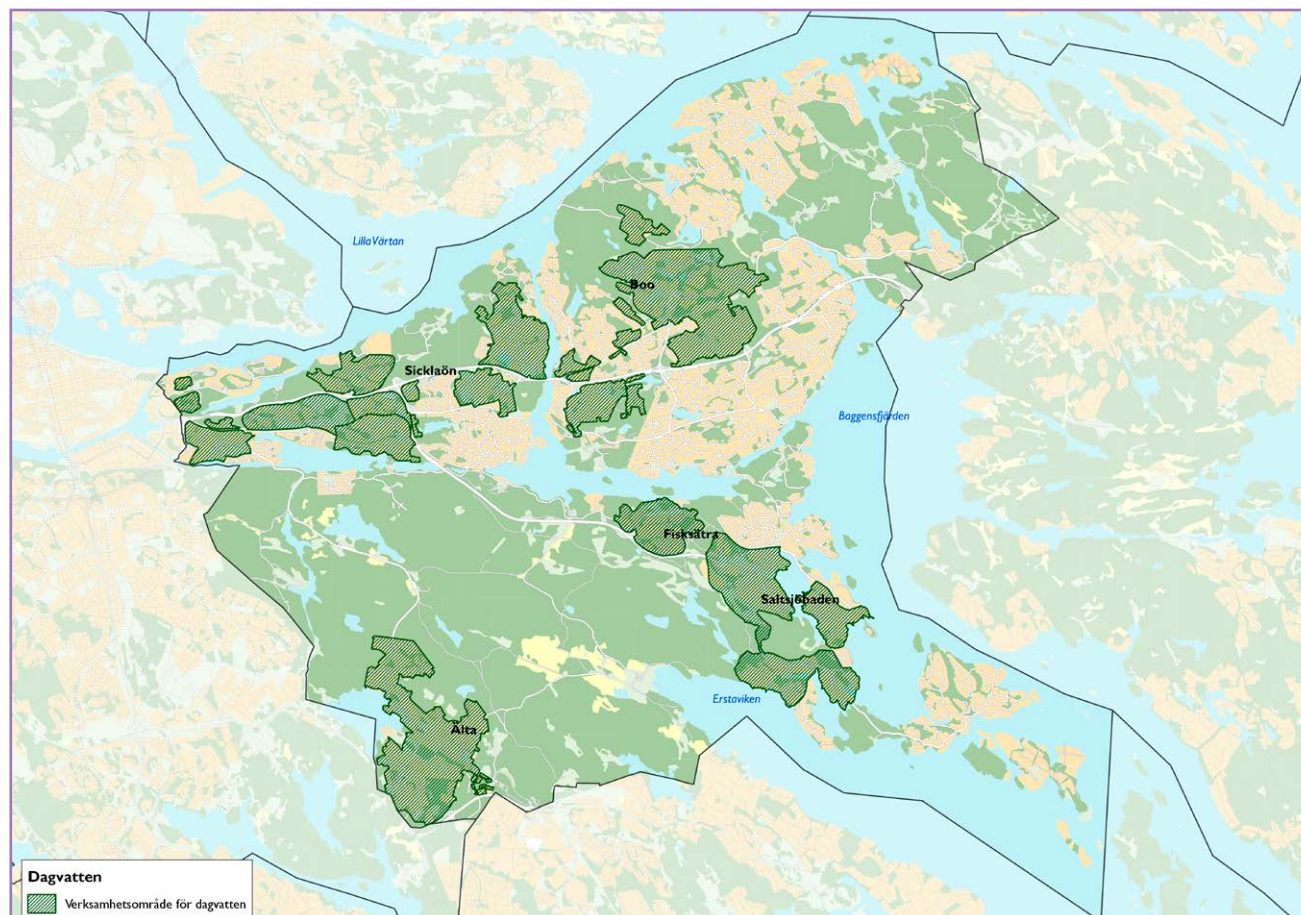 Lilla Värtan
Boo
Sicklaön
Baggensfjärden
Fisksätra
Saltsjöbaden
Erstaviken
Älta
Dagvatten
Verksamhetsområde för dagvatten